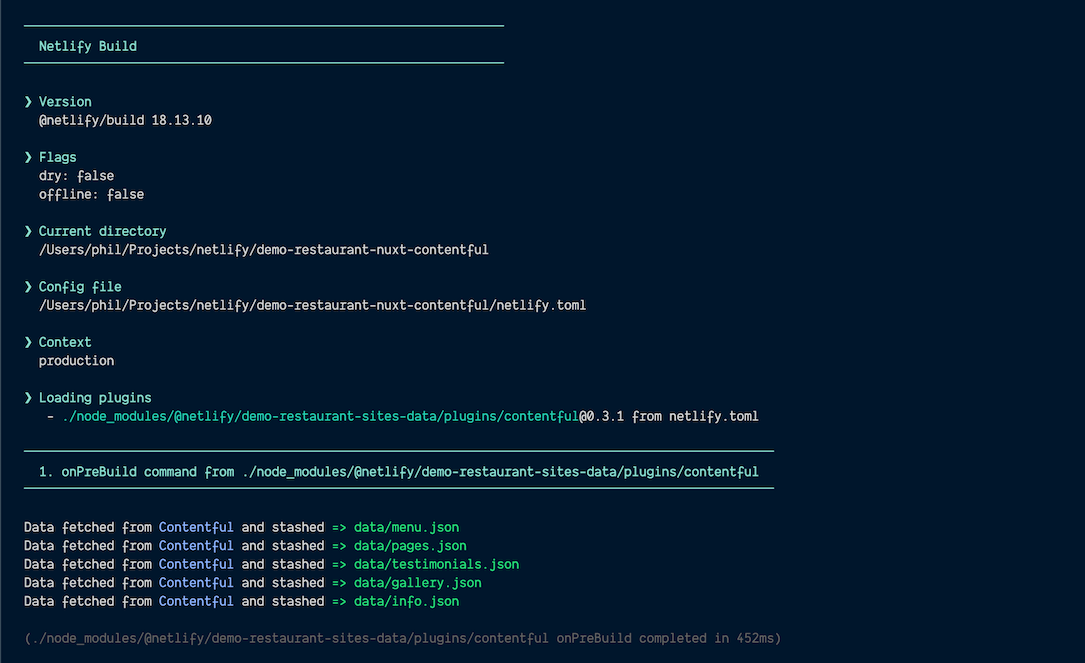 Netlify Build
❯ Version
@netlify/build 18.13.10
❯ Flags
dry: false
offline: false
❯ Current directory
/Users/phil/Projects/netlify/demo-restaurant-nuxt-contentful
❯ Config file
/Users/phil/Projects/netlify/demo-restaurant-nuxt-contentful/netlify.toml
❯ Context
production
❯ Loading plugins
- ./node_modules/@netlify/demo-restaurant-sites-data/plugins/contentful@0.3.1 from netlify.toml
1. onPreBuild command from ./node_modules/@netlify/demo-restaurant-sites-data/plugins/contentful
Data fetched from Contentful and stashed => data/menu.json
Data fetched from Contentful and stashed => data/pages.json
Data fetched from Contentful and stashed => data/testimonials.json
Data fetched from Contentful and stashed => data/gallery.json
Data fetched from Contentful and stashed => data/info.json
(./node_modules/@netlify/demo-restaurant-sites-data/plugins/contentful onPreBuild completed in 452ms)